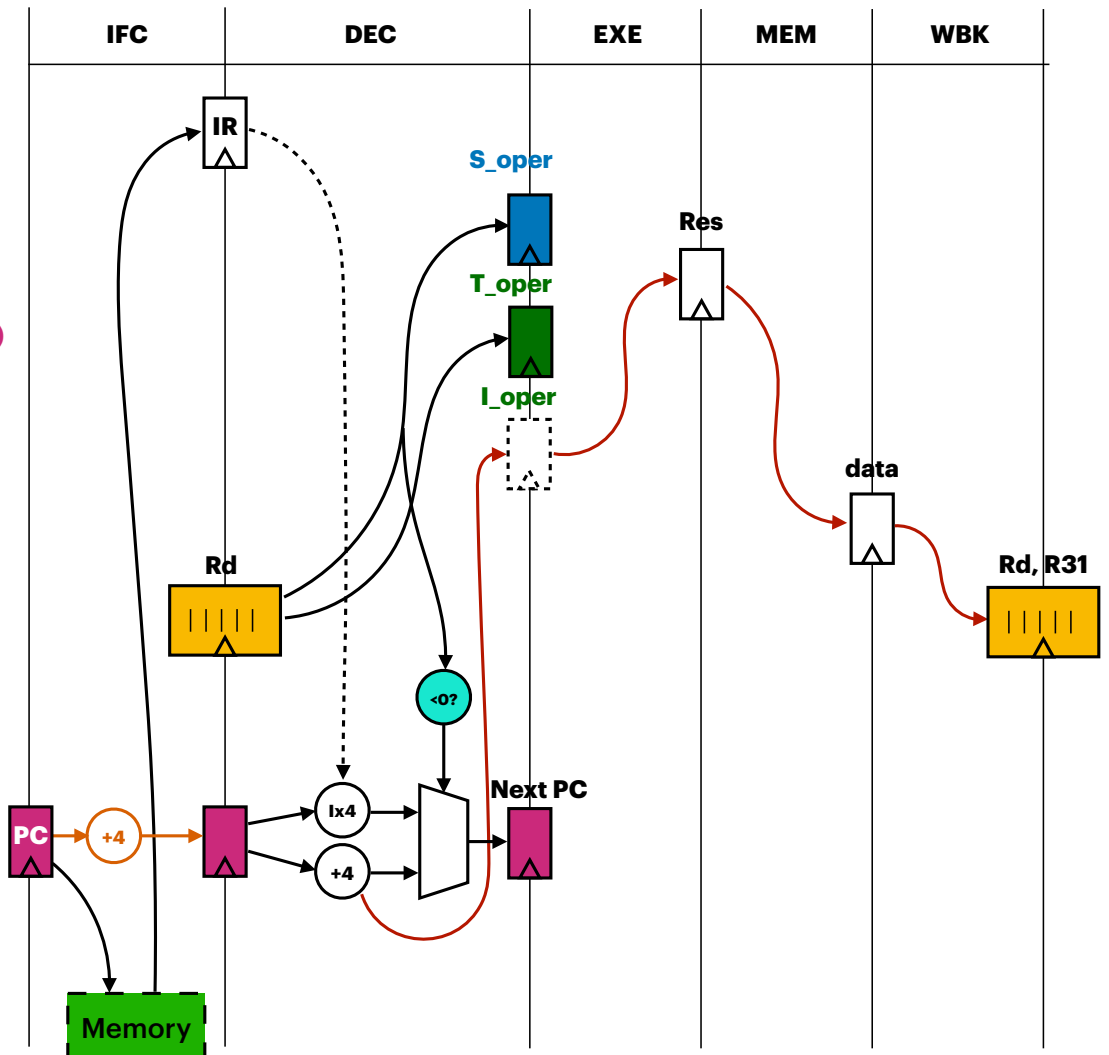 IFC
DEC
EXE
MEM
WBK
IR
S_oper
T_oper
I_oper
Res
data
Rd
Rd, R31
<0?
Next PC
Ix4
PC
+4
+4
Memory